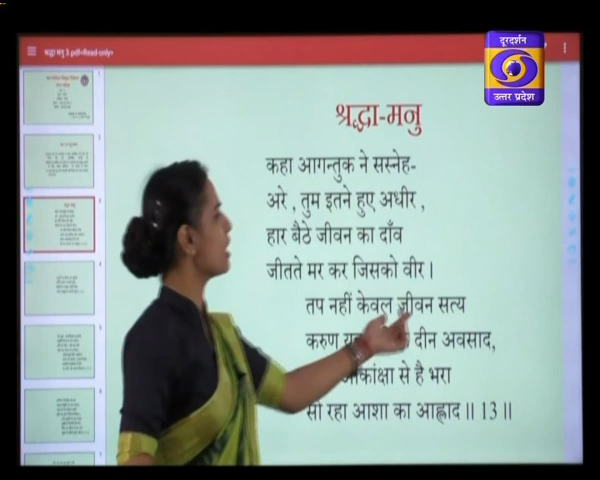 श्रद्धा मनु 3.pdf<Read-only>
दूरदर्शन
उत्तर प्रदेश
श्रद्धा-मनु
कहा आगन्तुक ने सस्नेह-
अरे , तुम इतने हुए अधीर ,
हार बैठे जीवन का दाँव
जीतते मर कर जिसको वीर ।
तप नहीं केवल जीवन सत्य
करुण दीन अवसाद,
आकांक्षा से है भरा
सो रहा आशा का आह्लाद ॥ 13 ॥